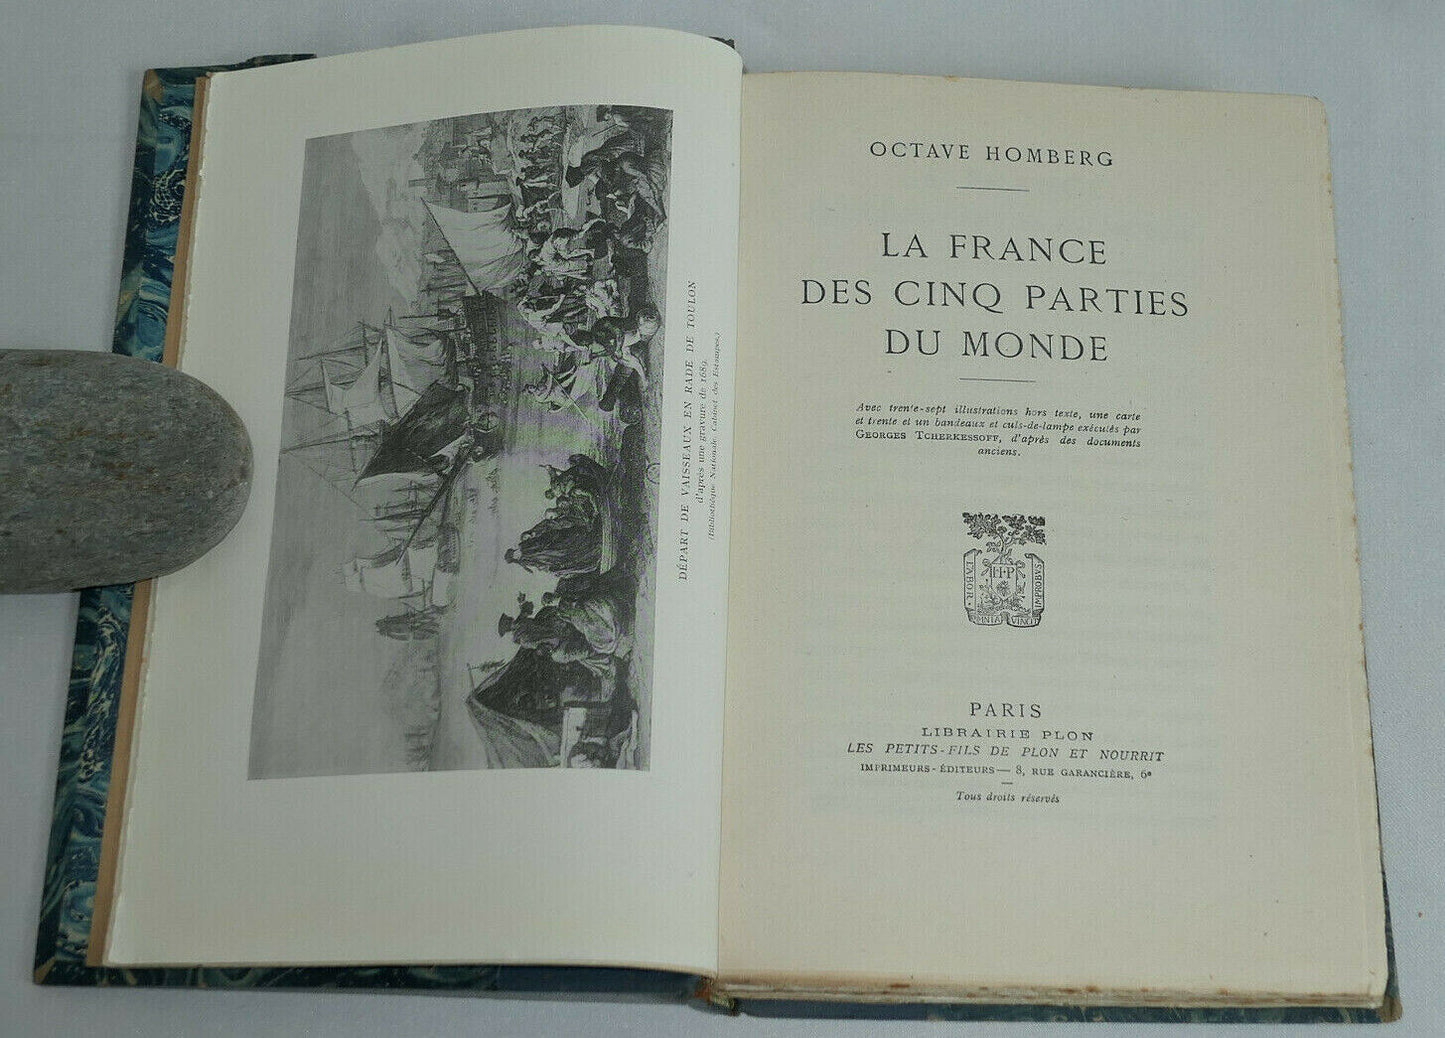 DÉPART DE VAISSEAUX EN RADE DE TOULON
d'après une gravure de 1689.
(Bibliothèque Nationale. Cabinet des Estampes.)
OCTAVE HOMBERG
LA FRANCE
DES CINQ PARTIES
DU MONDE
Avec trente-sept illustrations hors texte, une carte
et trente et un bandeaux et culs-de-lampe exécutés par
GEORGES TCHERKESSOFF, d'après des documents
anciens.
H·P
LABOR
IMPROBVS
OMNIA VINCIT
PARIS
LIBRAIRIE PLON
LES PETITS-FILS DE PLON ET NOURRIT
IMPRIMEURS-ÉDITEURS — 8, RUE GARANCIÈRE, 6e
Tous droits réservés